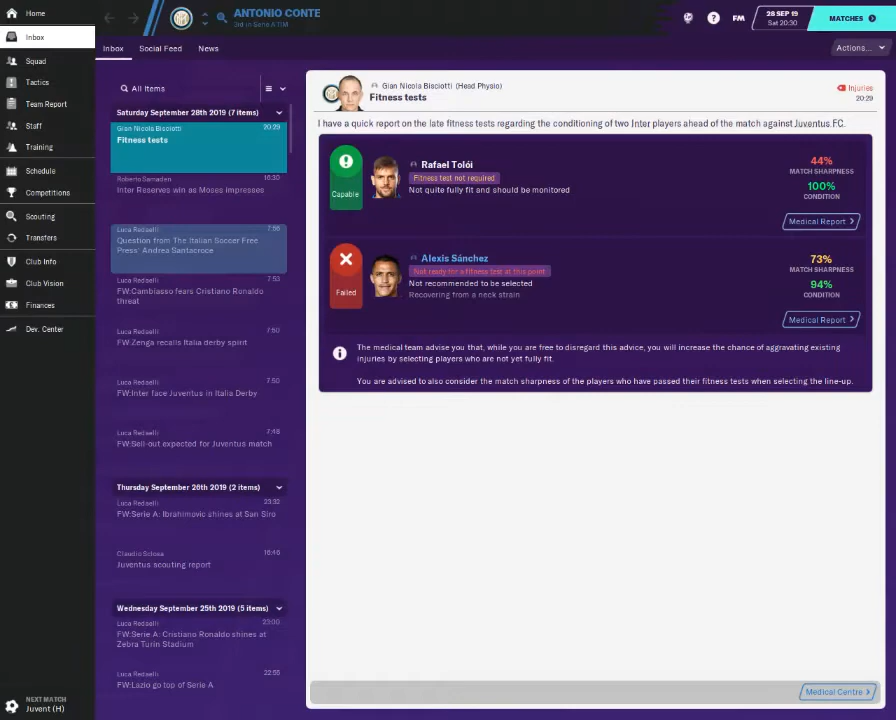 Home
Inbox
Squad
Tactics
Team Report
Staff
Training
Schedule
Competitions
Scouting
Transfers
Club Info
Club Vision
Finances
Dev. Center
NEXT MATCH
Juvent (H)
ANTONIO CONTE
3rd in Serie A TIM
?
FM
28 SEP 19
Sat 20:30
MATCHES
Inbox
Social Feed
News
Actions...
All Items
Saturday September 28th 2019 (7 items)
Gian Nicola Bisciotti 20:29
Fitness tests
Roberto Samaden 16:30
Inter Reserves win as Moses impresses
Luca Redaelli 7:56
Question from The Italian Soccer Free
Press' Andrea Santacroce
Luca Redaelli 7:53
FW:Cambiasso fears Cristiano Ronaldo
threat
Luca Redaelli 7:50
FW:Zenga recalls Italia derby spirit
Luca Redaelli 7:50
FW:Inter face Juventus in Italia Derby
Luca Redaelli 7:48
FW:Sell-out expected for Juventus match
Thursday September 26th 2019 (2 items)
Luca Redaelli 23:32
FW:Serie A: Ibrahimovic shines at San Siro
Claudio Sclosa 16:46
Juventus scouting report
Wednesday September 25th 2019 (5 items)
Luca Redaelli 23:00
FW:Serie A: Cristiano Ronaldo shines at
Zebra Turin Stadium
Luca Redaelli 22:55
FW:Lazio go top of Serie A
Gian Nicola Bisciotti (Head Physio)
Fitness tests
Injuries
20:29
I have a quick report on the late fitness tests regarding the conditioning of two Inter players ahead of the match against Juventus FC.
Capable
Rafael Tolói
Fitness test not required
Not quite fully fit and should be monitored
44%
MATCH SHARPNESS
100%
CONDITION
Medical Report
Failed
Alexis Sánchez
Not ready for a fitness test at this point
Not recommended to be selected
Recovering from a neck strain
73%
MATCH SHARPNESS
94%
CONDITION
Medical Report
The medical team advise you that, while you are free to disregard this advice, you will increase the chance of aggravating existing
injuries by selecting players who are not yet fully fit.
You are advised to also consider the match sharpness of the players who have passed their fitness tests when selecting the line-up.
Medical Centre